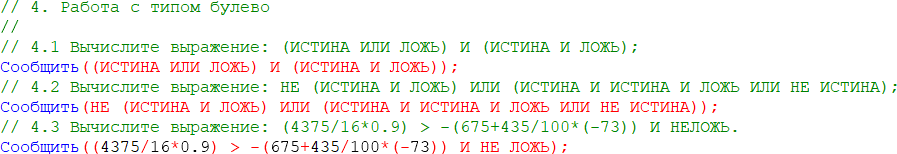 // 4. Работа с типом булево
//
// 4.1 Вычислите выражение: (ИСТИНА ИЛИ ЛОЖЬ) И (ИСТИНА И ЛОЖЬ);
Сообщить((ИСТИНА ИЛИ ЛОЖЬ) И (ИСТИНА И ЛОЖЬ));
// 4.2 Вычислите выражение: НЕ (ИСТИНА И ЛОЖЬ) ИЛИ (ИСТИНА И ИСТИНА И ЛОЖЬ ИЛИ НЕ ИСТИНА);
Сообщить(НЕ (ИСТИНА И ЛОЖЬ) ИЛИ (ИСТИНА И ИСТИНА И ЛОЖЬ ИЛИ НЕ ИСТИНА));
// 4.3 Вычислите выражение: (4375/16*0.9) > -(675+435/100*(-73)) И НЕЛОЖЬ.
Сообщить((4375/16*0.9) > -(675+435/100*(-73)) И НЕ ЛОЖЬ);